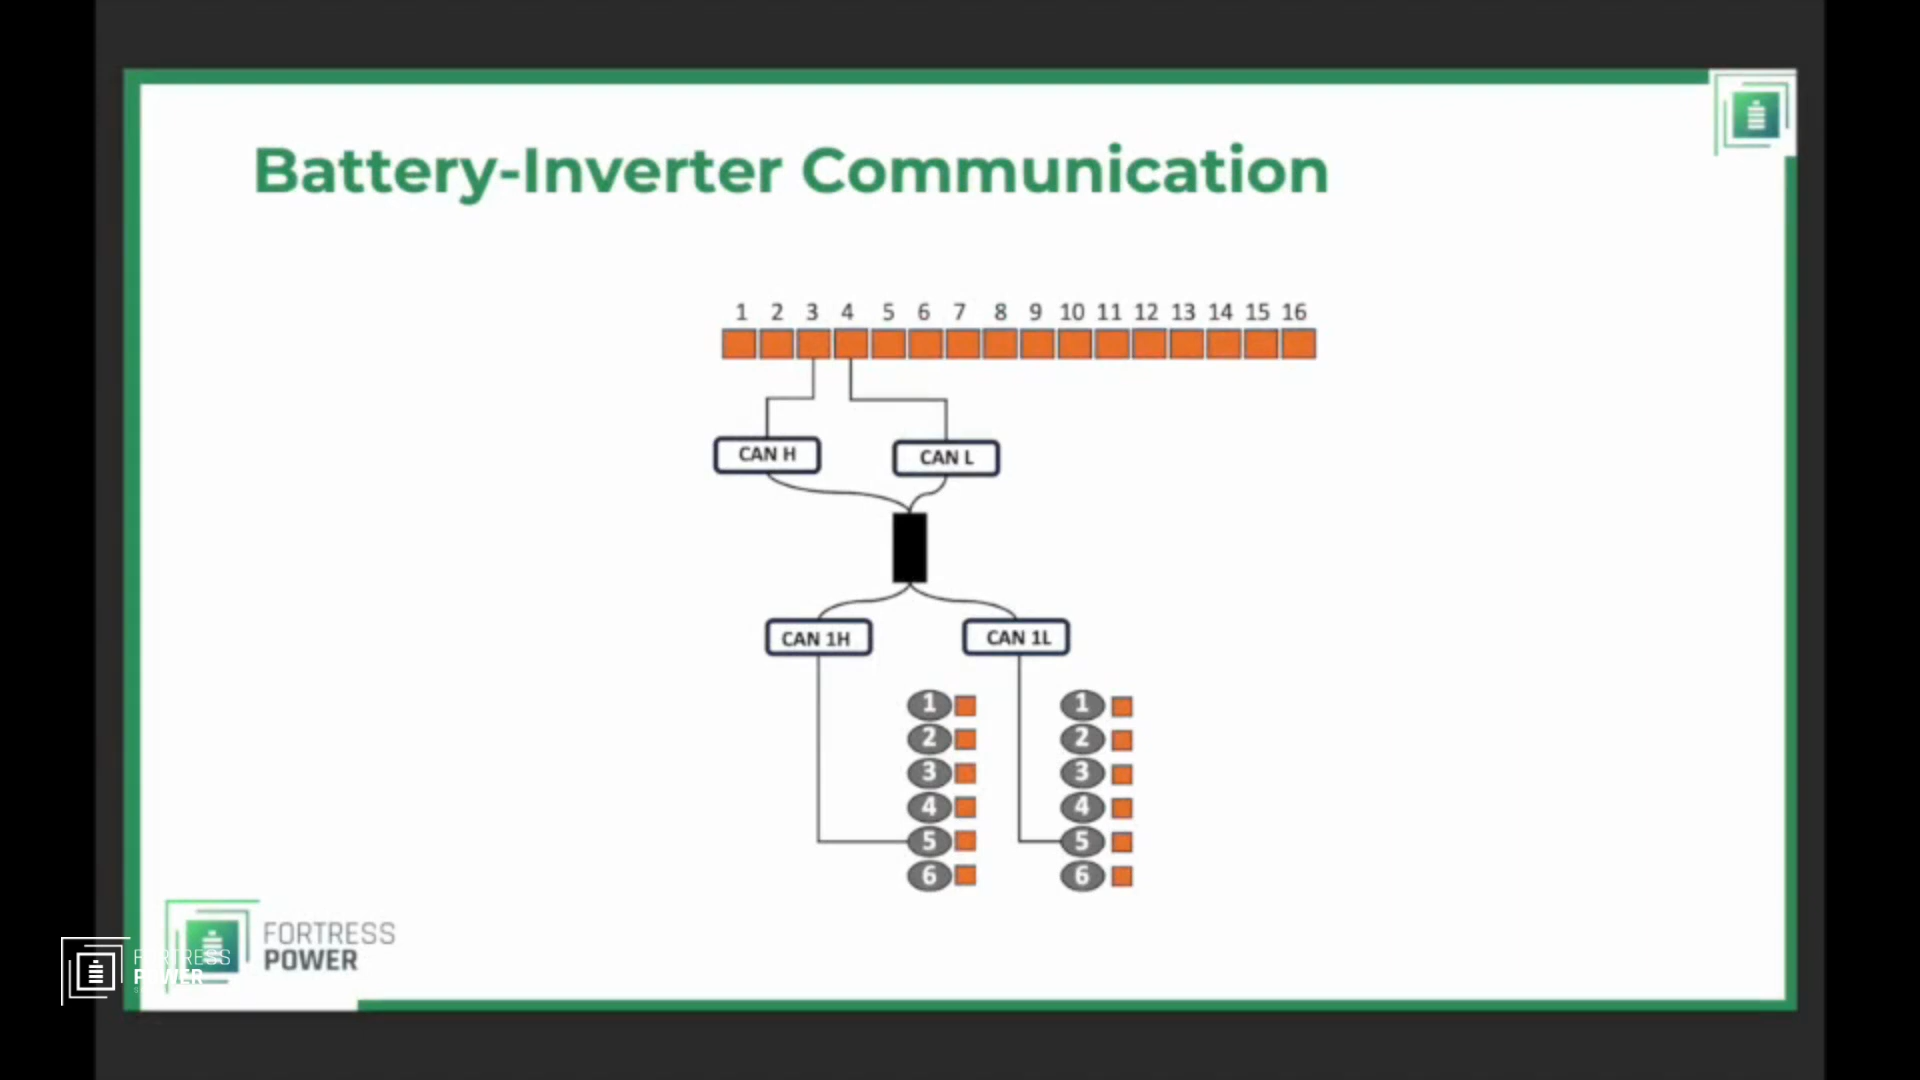 Battery-Inverter Communication
1 2 3 4 5 6 7 8 9 10 11 12 13 14 15 16
CAN H CAN L
CAN 1H CAN 1L
1 1
2 2
3 3
4 4
5 5
6 6
FORTRESS
POWER
FORTRESS
POWER